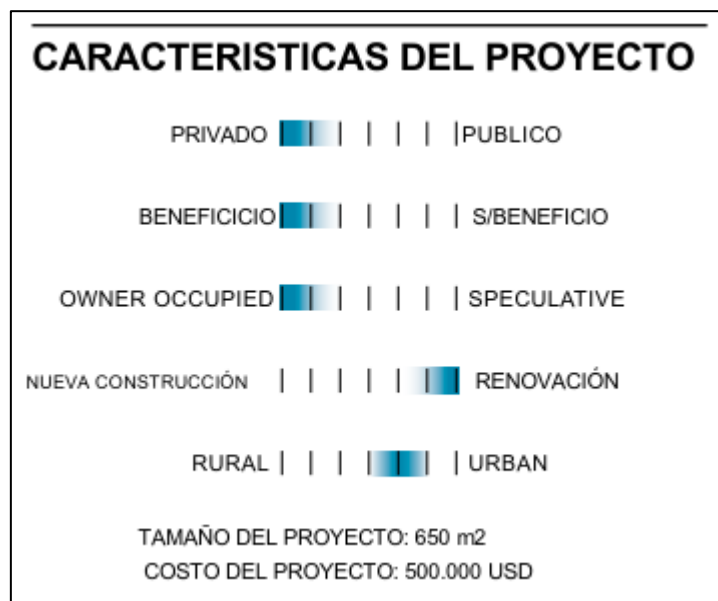 CARACTERISTICAS DEL PROYECTO
PRIVADO PUBLICO
BENEFICICIO S/BENEFICIO
OWNER OCCUPIED SPECULATIVE
NUEVA CONSTRUCCIÓN RENOVACIÓN
RURAL URBAN
TAMAÑO DEL PROYECTO: 650 m2
COSTO DEL PROYECTO: 500.000 USD